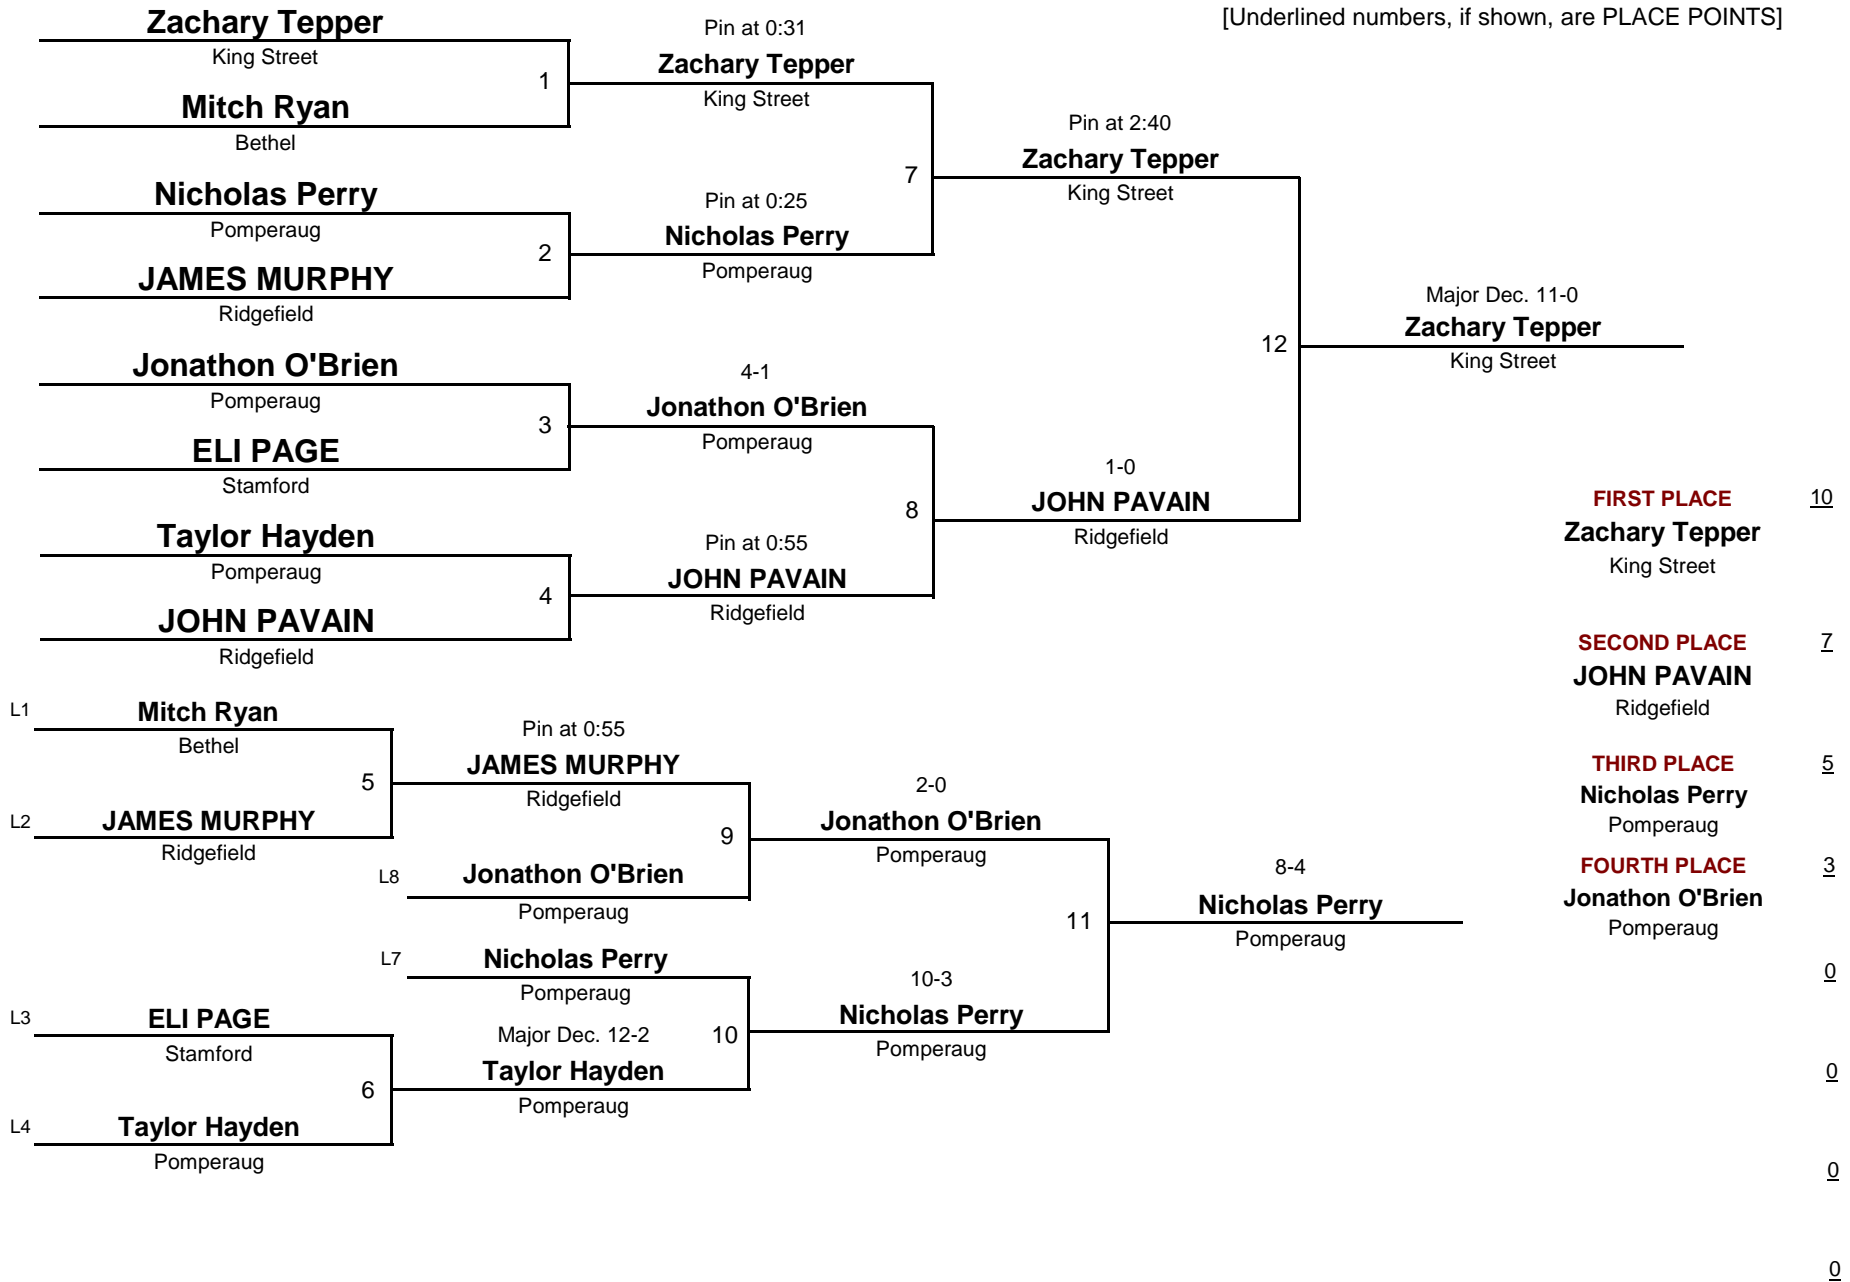 [Underlined numbers, if shown, are PLACE POINTS]
Zachary Tepper
King Street
1
Mitch Ryan
Bethel
Nicholas Perry
Pomperaug
2
JAMES MURPHY
Ridgefield
Jonathon O'Brien
Pomperaug
3
ELI PAGE
Stamford
Taylor Hayden
Pomperaug
4
JOHN PAVAIN
Ridgefield
Pin at 0:31
Zachary Tepper
King Street
7
Pin at 0:25
Nicholas Perry
Pomperaug
4-1
Jonathon O'Brien
Pomperaug
8
Pin at 0:55
JOHN PAVAIN
Ridgefield
Pin at 2:40
Zachary Tepper
King Street
12
1-0
JOHN PAVAIN
Ridgefield
Major Dec. 11-0
Zachary Tepper
King Street
L1
Mitch Ryan
Bethel
5
L2
JAMES MURPHY
Ridgefield
Pin at 0:55
JAMES MURPHY
Ridgefield
9
L8
Jonathon O'Brien
Pomperaug
L7
Nicholas Perry
Pomperaug
L3
ELI PAGE
Stamford
6
L4
Taylor Hayden
Pomperaug
Major Dec. 12-2
10
Taylor Hayden
Pomperaug
2-0
Jonathon O'Brien
Pomperaug
11
10-3
Nicholas Perry
Pomperaug
8-4
Nicholas Perry
Pomperaug
FIRST PLACE 10
Zachary Tepper
King Street
SECOND PLACE 7
JOHN PAVAIN
Ridgefield
THIRD PLACE 5
Nicholas Perry
Pomperaug
FOURTH PLACE 3
Jonathon O'Brien
Pomperaug
0
0
0
0